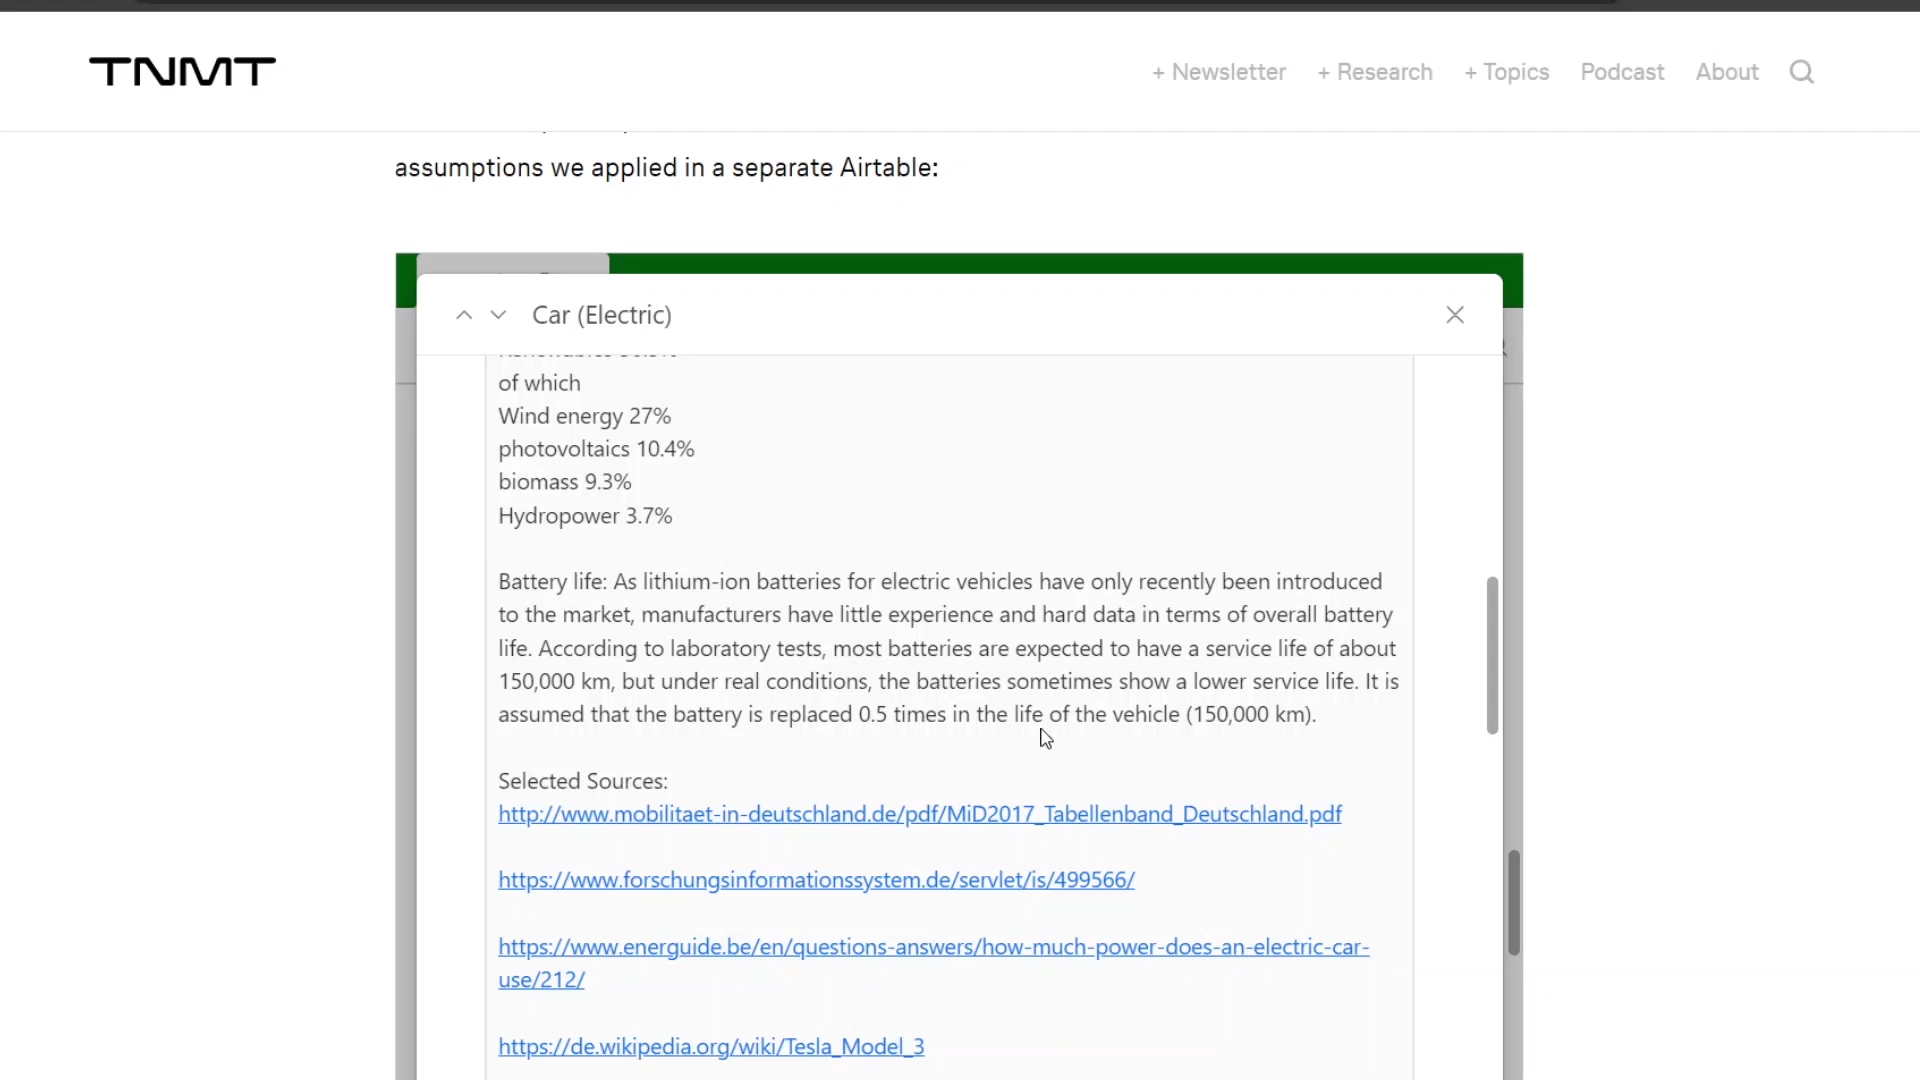 TNMT
+ Newsletter + Research + Topics Podcast About
assumptions we applied in a separate Airtable:
Car (Electric)
of which
Wind energy 27%
photovoltaics 10.4%
biomass 9.3%
Hydropower 3.7%
Battery life: As lithium-ion batteries for electric vehicles have only recently been introduced
to the market, manufacturers have little experience and hard data in terms of overall battery
life. According to laboratory tests, most batteries are expected to have a service life of about
150,000 km, but under real conditions, the batteries sometimes show a lower service life. It is
assumed that the battery is replaced 0.5 times in the life of the vehicle (150,000 km).
Selected Sources:
http://www.mobilitaet-in-deutschland.de/pdf/MiD2017_Tabellenband_Deutschland.pdf
https://www.forschungsinformationssystem.de/servlet/is/499566/
https://www.energuide.be/en/questions-answers/how-much-power-does-an-electric-car-
use/212/
https://de.wikipedia.org/wiki/Tesla_Model_3